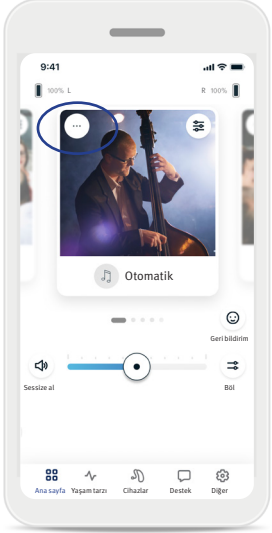 9:41
100% L
R 100%
Otomatik
Geri bildirim
Sessize al
Böl
Ana sayfa Yaşam tarzı Cihazlar Destek Diğer